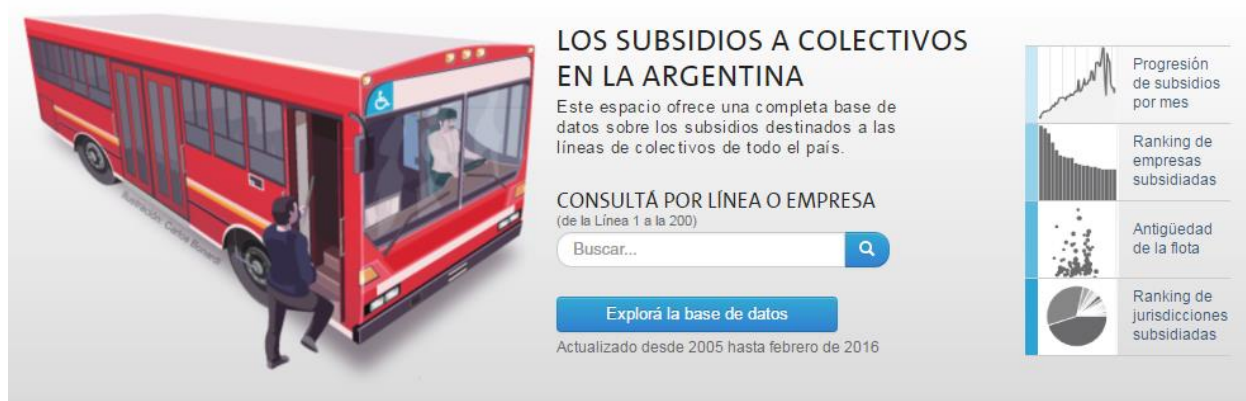 LOS SUBSIDIOS A COLECTIVOS
EN LA ARGENTINA
Este espacio ofrece una completa base de
datos sobre los subsidios destinados a las
líneas de colectivos de todo el país.
CONSULTÁ POR LÍNEA O EMPRESA
(de la Línea 1 a la 200)
Buscar...
Explorá la base de datos
Actualizado desde 2005 hasta febrero de 2016
Progresión
de subsidios
por mes
Ranking de
empresas
subsidiadas
Antigüedad
de la flota
Ranking de
jurisdicciones
subsidiadas
Ilustración: Carlos Bonardi